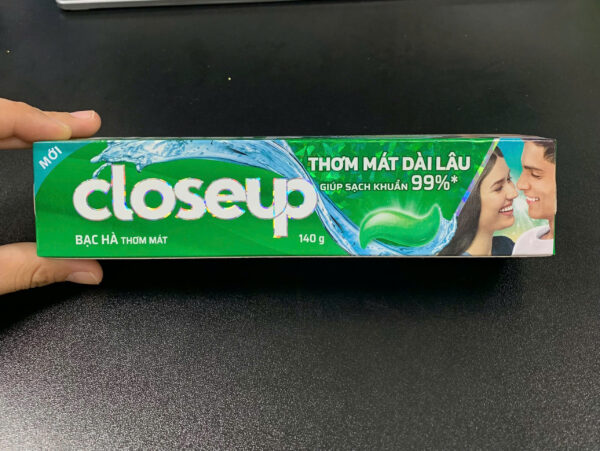 MỚI
closeup
BẠC HÀ THƠM MÁT
140 g
THƠM MÁT DÀI LÂU
GIÚP SẠCH KHUẨN 99%*